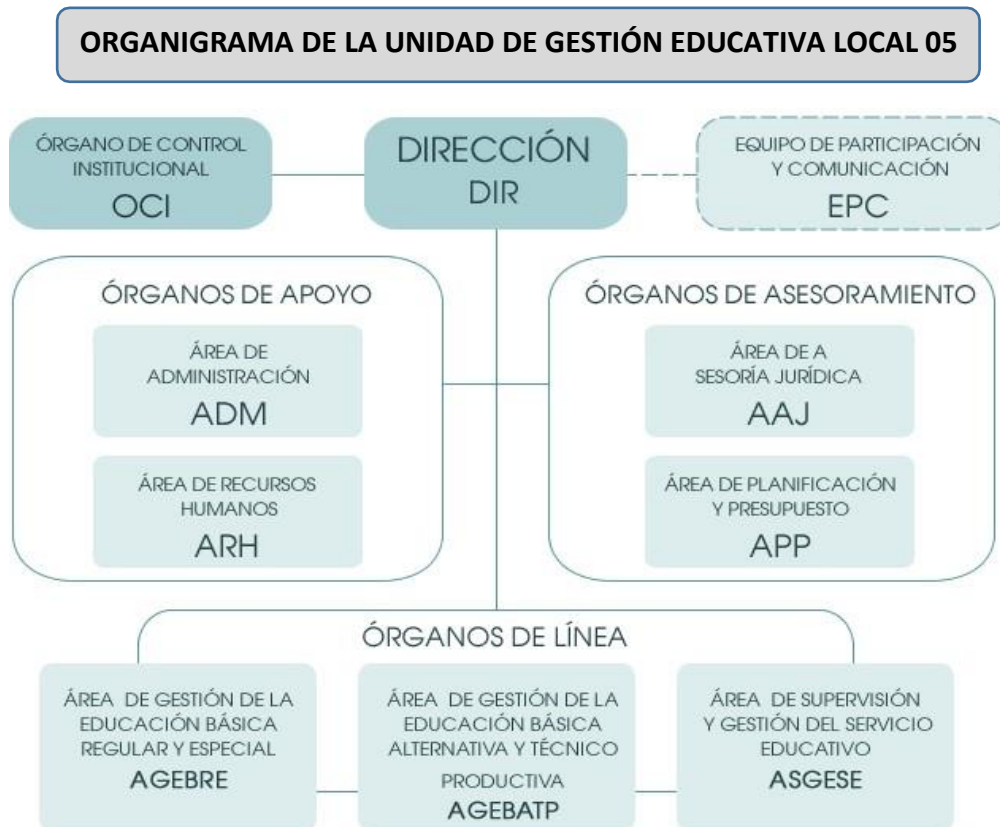 ORGANIGRAMA DE LA UNIDAD DE GESTIÓN EDUCATIVA LOCAL 05
ÓRGANO DE CONTROL
INSTITUCIONAL
OCI
DIRECCIÓN
DIR
EQUIPO DE PARTICIPACIÓN
Y COMUNICACIÓN
EPC
ÓRGANOS DE APOYO
ÁREA DE
ADMINISTRACIÓN
ADM
ÁREA DE RECURSOS
HUMANOS
ARH
ÓRGANOS DE ASESORAMIENTO
ÁREA DE A
SESORÍA JURÍDICA
AAJ
ÁREA DE PLANIFICACIÓN
Y PRESUPUESTO
APP
ÓRGANOS DE LÍNEA
ÁREA DE GESTIÓN DE LA
EDUCACIÓN BÁSICA
REGULAR Y ESPECIAL
AGEBRE
ÁREA DE GESTIÓN DE LA
EDUCACIÓN BÁSICA
ALTERNATIVA Y TÉCNICO
PRODUCTIVA
AGEBATP
ÁREA DE SUPERVISIÓN
Y GESTIÓN DEL SERVICIO
EDUCATIVO
ASGESE